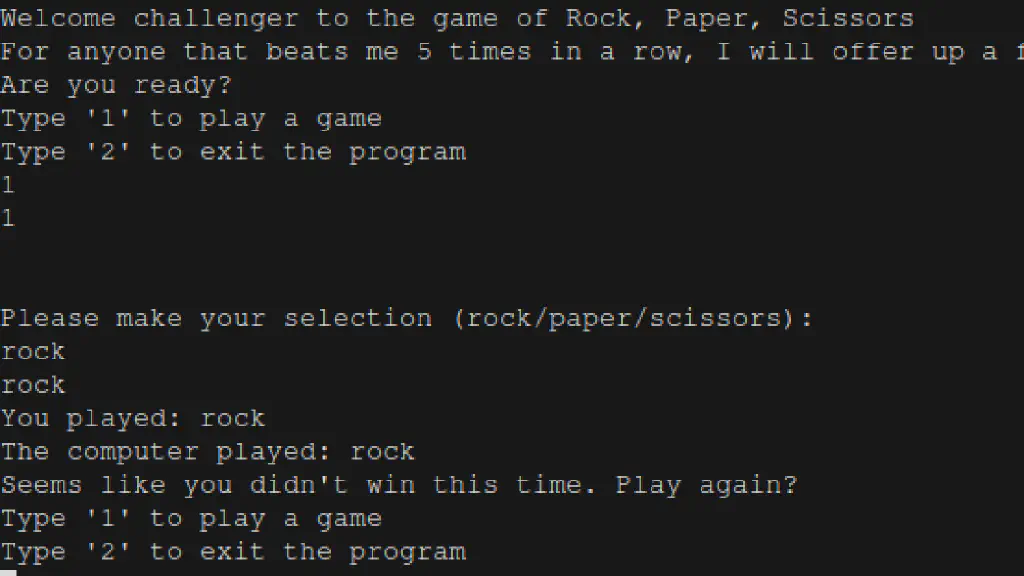 Welcome challenger to the game of Rock, Paper, Scissors
For anyone that beats me 5 times in a row, I will offer up a
Are you ready?
Type '1' to play a game
Type '2' to exit the program
1
1
Please make your selection (rock/paper/scissors):
rock
rock
You played: rock
The computer played: rock
Seems like you didn't win this time. Play again?
Type '1' to play a game
Type '2' to exit the program